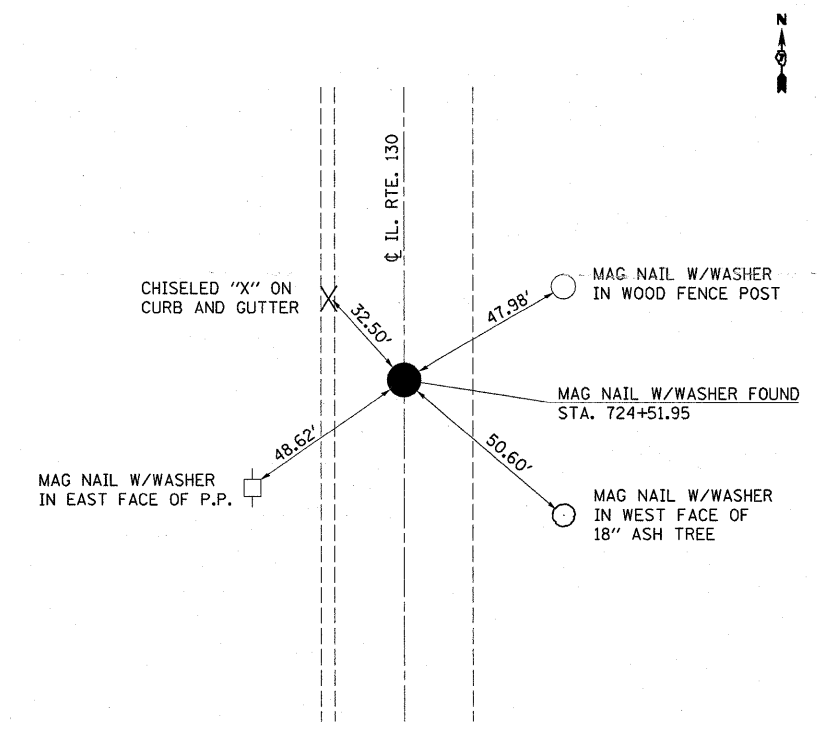 N
℄ IL. RTE. 130
CHISELED "X" ON
CURB AND GUTTER
32.50'
47.98'
MAG NAIL W/WASHER
IN WOOD FENCE POST
MAG NAIL W/WASHER FOUND
STA. 724+51.95
48.62'
50.60'
MAG NAIL W/WASHER
IN EAST FACE OF P.P.
MAG NAIL W/WASHER
IN WEST FACE OF
18" ASH TREE